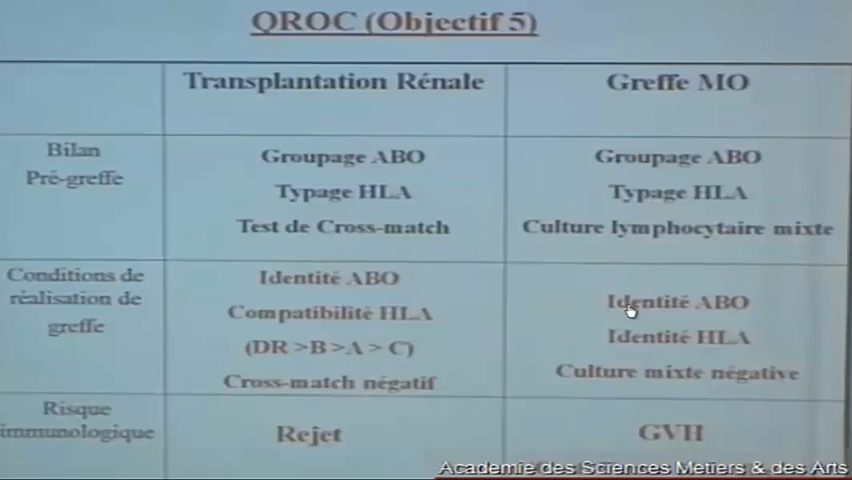 QROC (Objectif 5)
Transplantation Rénale
Greffe MO
Bilan
Pré-greffe
Groupage ABO
Typage HLA
Test de Cross-match
Groupage ABO
Typage HLA
Culture lymphocytaire mixte
Conditions de
réalisation de
greffe
Identité ABO
Compatibilité HLA
(DR >B >A > C)
Cross-match négatif
Identité ABO
Identité HLA
Culture mixte négative
Risque
immunologique
Rejet
GVH
Academie des Sciences Metiers & des Arts